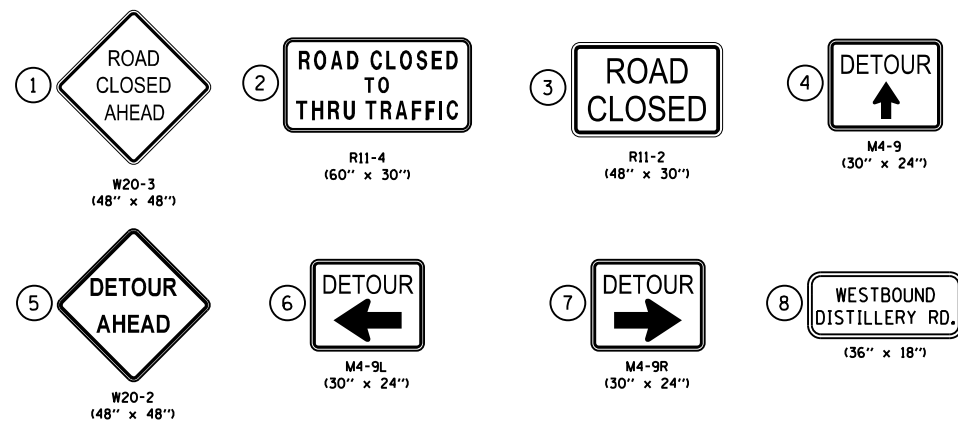 1
ROAD
CLOSED
AHEAD
W20-3
(48" x 48")
2
ROAD CLOSED
TO
THRU TRAFFIC
R11-4
(60" x 30")
3
ROAD
CLOSED
R11-2
(48" x 30")
4
DETOUR
M4-9
(30" x 24")
5
DETOUR
AHEAD
W20-2
(48" x 48")
6
DETOUR
M4-9L
(30" x 24")
7
DETOUR
M4-9R
(30" x 24")
8
WESTBOUND
DISTILLERY RD.
(36" x 18")